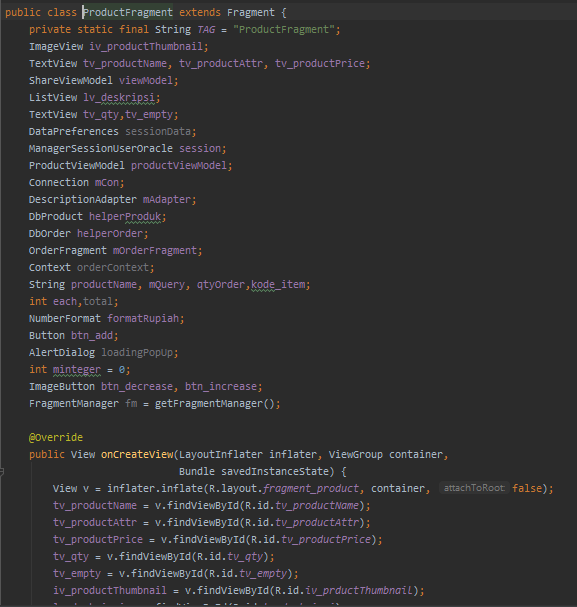 public class ProductFragment extends Fragment {
private static final String TAG = "ProductFragment";
ImageView iv_productThumbnail;
TextView tv_productName, tv_productAttr, tv_productPrice;
ShareViewModel viewModel;
ListView lv_deskripsi;
TextView tv_qty,tv_empty;
DataPreferences sessionData;
ManagerSessionUserOracle session;
ProductViewModel productViewModel;
Connection mCon;
DescriptionAdapter mAdapter;
DbProduct helperProduk;
DbOrder helperOrder;
OrderFragment mOrderFragment;
Context orderContext;
String productName, mQuery, qtyOrder,kode_item;
int each,total;
NumberFormat formatRupiah;
Button btn_add;
AlertDialog loadingPopUp;
int minteger = 0;
ImageButton btn_decrease, btn_increase;
FragmentManager fm = getFragmentManager();
@Override
public View onCreateView(LayoutInflater inflater, ViewGroup container,
Bundle savedInstanceState) {
View v = inflater.inflate(R.layout.fragment_product, container, attachToRoot: false);
tv_productName = v.findViewById(R.id.tv_productName);
tv_productAttr = v.findViewById(R.id.tv_productAttr);
tv_productPrice = v.findViewById(R.id.tv_productPrice);
tv_qty = v.findViewById(R.id.tv_qty);
tv_empty = v.findViewById(R.id.tv_empty);
iv_productThumbnail = v.findViewById(R.id.iv_prductThumbnail);